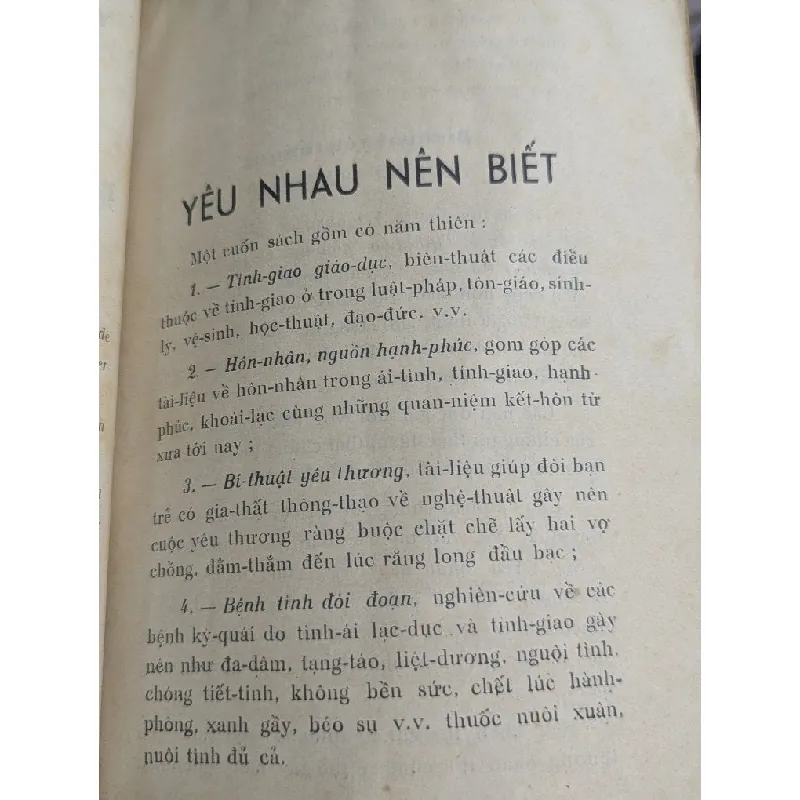 YÊU NHAU NÊN BIẾT
Một cuốn sách gồm có năm thiên :
1. — Tính-giao giáo-dục, biên-thuật các điều
thuộc về tính-giao ở trong luật-pháp, tôn-giáo, sinh-
lý, vệ-sinh, học-thuật, đạo-đức. v.v.
2. — Hôn-nhân, nguồn hạnh-phúc, gom góp các
tài-liệu về hôn-nhân trong ái-tình, tính-giao, hạnh-
phúc, khoái-lạc cùng những quan-niệm kết-hôn từ
xưa tới nay ;
3. — Bí-thuật yêu thương, tài-liệu giúp đôi bạn
trẻ có gia-thất thông-thạo về nghệ-thuật gây nên
cuộc yêu thương ràng buộc chặt chẽ lấy hai vợ
chồng, đằm-thắm đến lúc răng long đầu bạc ;
4. — Bệnh tình đòi đoạn, nghiên-cứu về các
bệnh kỳ-quái do tình-ái lạc-dục và tính-giao gây
nên như đa-dâm, tạng-táo, liệt-dương, nguội tình,
chóng tiết-tinh, không bền sức, chết lúc hành-
phòng, xanh gầy, béo sụ v.v. thuốc nuôi xuân,
nuôi tình đủ cả.
de
er